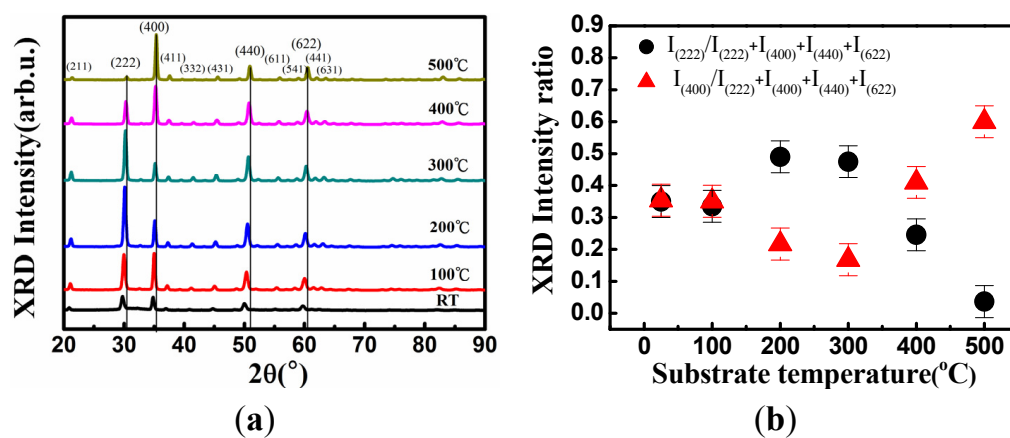 XRD Intensity(arb.u.)
(211)
(222)
(400)
(411)
(332)
(431)
(440)
(611)
(541)
(622)
(441)
(631)
500℃
400℃
300℃
200℃
100℃
RT
20 30 40 50 60 70 80 90
2θ(°)
(a)
XRD Intensity ratio
0.9
0.8
0.7
0.6
0.5
0.4
0.3
0.2
0.1
0.0
I(222)/I(222)+I(400)+I(440)+I(622)
I(400)/I(222)+I(400)+I(440)+I(622)
0 100 200 300 400 500
Substrate temperature(°C)
(b)